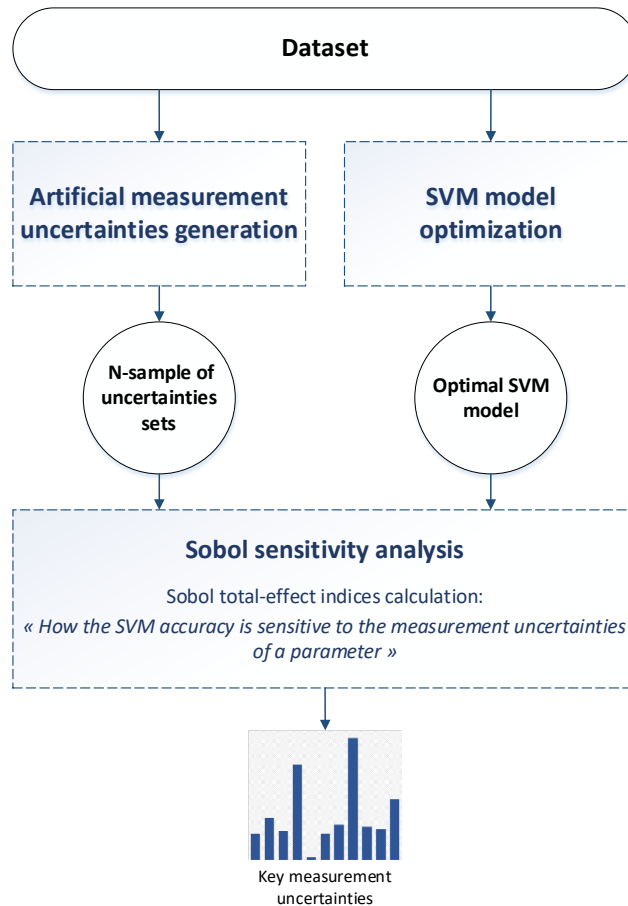 Dataset
Artificial measurement
uncertainties generation
SVM model
optimization
N-sample of
uncertainties
sets
Optimal SVM
model
Sobol sensitivity analysis
Sobol total-effect indices calculation:
« How the SVM accuracy is sensitive to the measurement uncertainties
of a parameter »
Key measurement
uncertainties